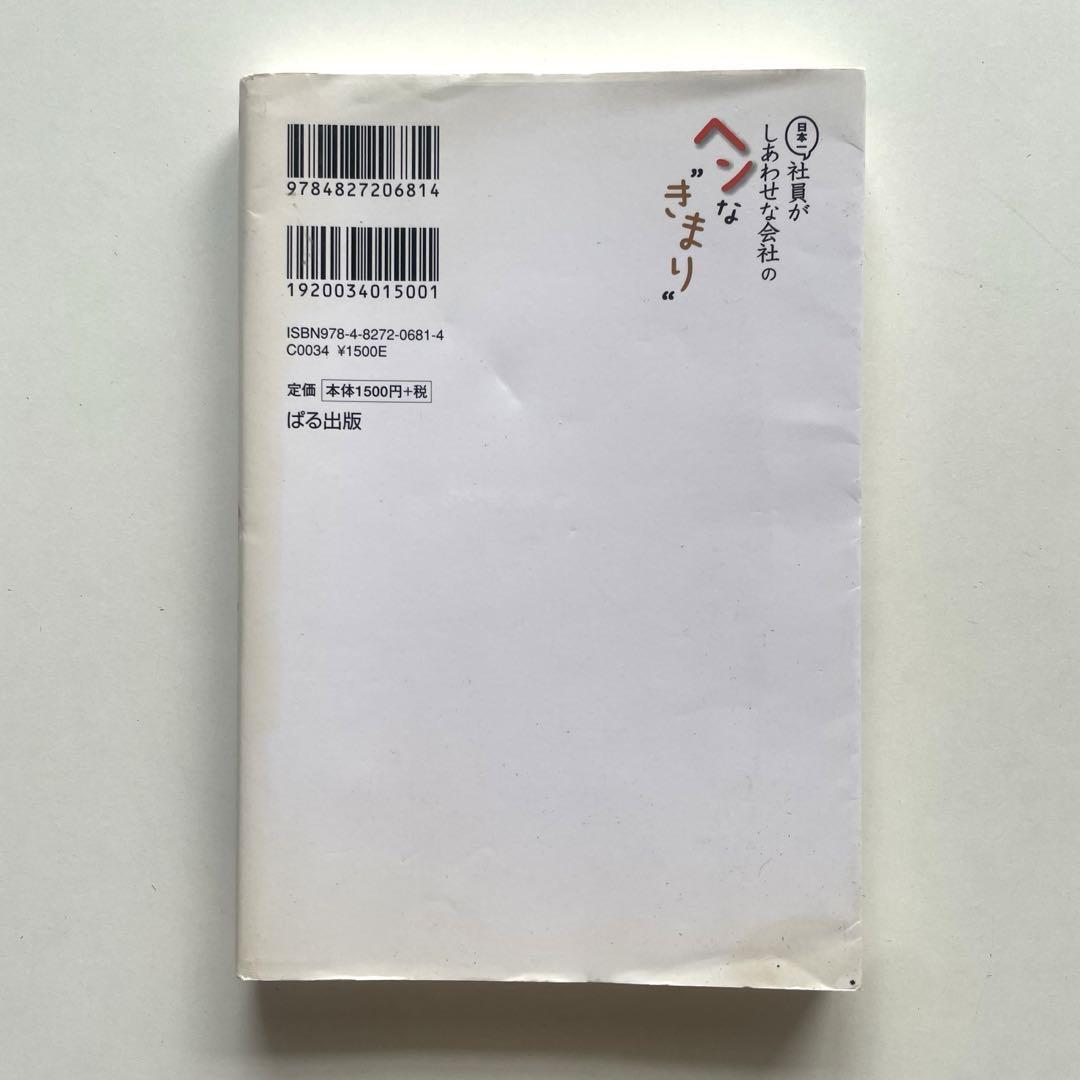 日本一
社員が
しあわせな会社の
ヘンな
”きまり“
9784827206814
1920034015001
ISBN978-4-8272-0681-4
C0034 ¥1500E
定価 本体1500円+税
ぱる出版